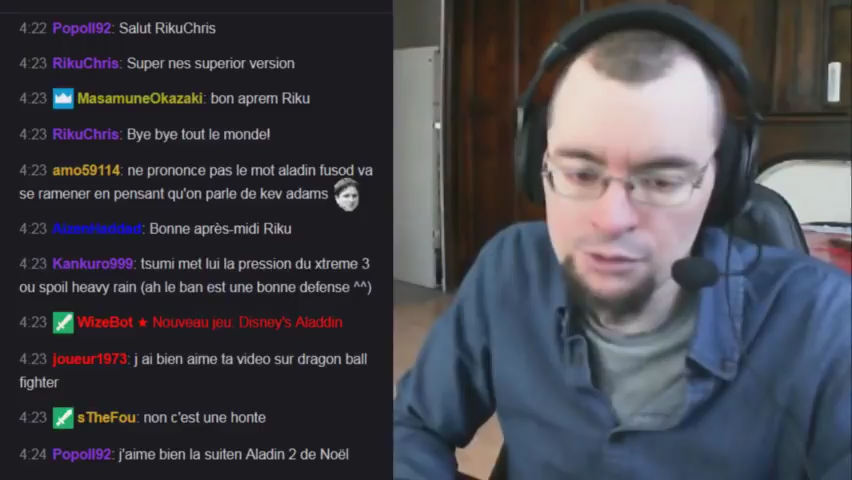 4:22 Popoll92: Salut RikuChris
4:23 RikuChris: Super nes superior version
4:23 MasamuneOkazaki: bon aprem Riku
4:23 RikuChris: Bye bye tout le monde!
4:23 amo59114: ne prononce pas le mot aladin fusod va
se ramener en pensant qu'on parle de kev adams
4:23 : Bonne après-midi Riku
4:23 Kankuro999: tsumi met lui la pression du xtreme 3
ou spoil heavy rain (ah le ban est une bonne defense ^^)
4:23 WizeBot ★ Nouveau jeu: Disney's Aladdin
4:23 joueur1973: j ai bien aime ta video sur dragon ball
fighter
4:23 sTheFou: non c'est une honte
4:24 Popoll92: j'aime bien la suiten Aladin 2 de Noël